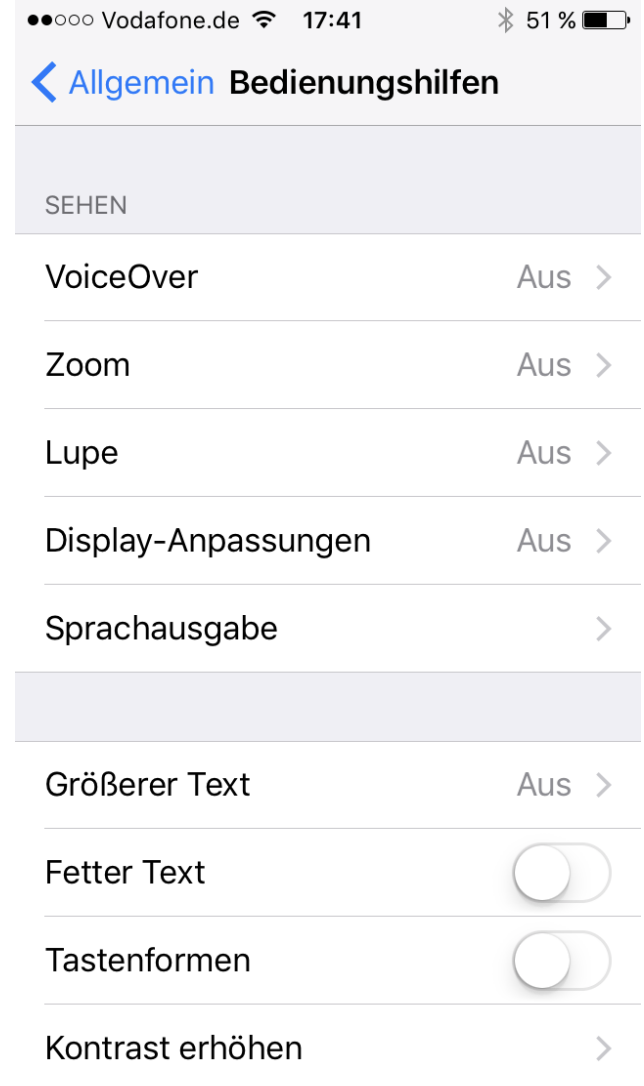 Vodafone.de 17:41 51 %
Allgemein Bedienungshilfen
SEHEN
VoiceOver Aus
Zoom Aus
Lupe Aus
Display-Anpassungen Aus
Sprachausgabe
Größerer Text Aus
Fetter Text
Tastenformen
Kontrast erhöhen